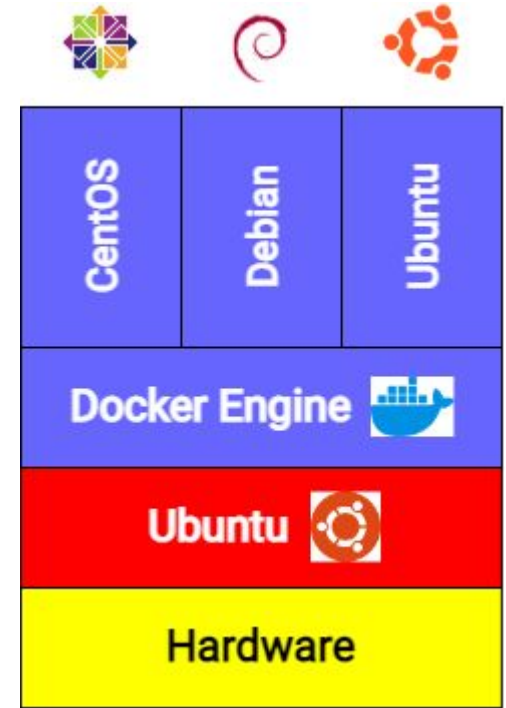 CentOS
Debian
Ubuntu
Docker Engine
Ubuntu
Hardware